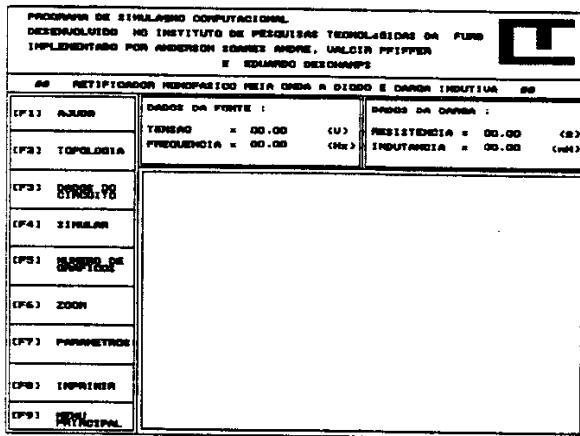 PROGRAMA DE SIMULACAO COMPUTACIONAL
DESENVOLVIDO NO INSTITUTO DE PESQUISAS TECNOLOGICAS DA FURB
IMPLEMENTADO POR ANDERSON SOARES ANDRE, VALCIR PFIFFER
E EDUARDO DESCHAMPS
## RETIFICADOR MONOFASICO MEIA ONDA A DIODO E CARGA INDUTIVA ##
[F1] AJUDA
[F2] TOPOLOGIA
[F3] DADOS DO
CIRCUITO
[F4] SIMULAR
[F5] NUMERO DE
GRAFICOS
[F6] ZOOM
[F7] PARAMETROS
[F8] IMPRIMIR
[F9] MENU
PRINCIPAL
DADOS DA FONTE :
TENSAO = 00.00 (V)
FREQUENCIA = 00.00 (Hz)
DADOS DA CARGA :
RESISTENCIA = 00.00
INDUTANCIA = 00.00 (mH)